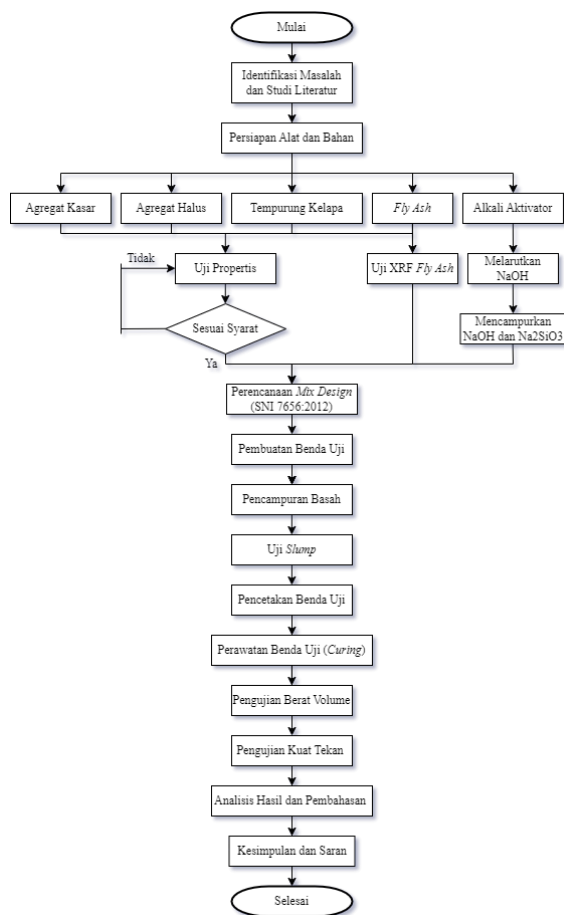 Mulai
Identifikasi Masalah
dan Studi Literatur
Persiapan Alat dan Bahan
Agregat Kasar
Agregat Halus
Tempurung Kelapa
Fly Ash
Alkali Aktivator
Tidak
Uji Propertis
Uji XRF Fly Ash
Melarutkan
NaOH
Sesuai Syarat
Mencampurkan
NaOH dan Na2SiO3
Ya
Perencanaan Mix Design
(SNI 7656:2012)
Pembuatan Benda Uji
Pencampuran Basah
Uji Slump
Pencetakan Benda Uji
Perawatan Benda Uji (Curing)
Pengujian Berat Volume
Pengujian Kuat Tekan
Analisis Hasil dan Pembahasan
Kesimpulan dan Saran
Selesai